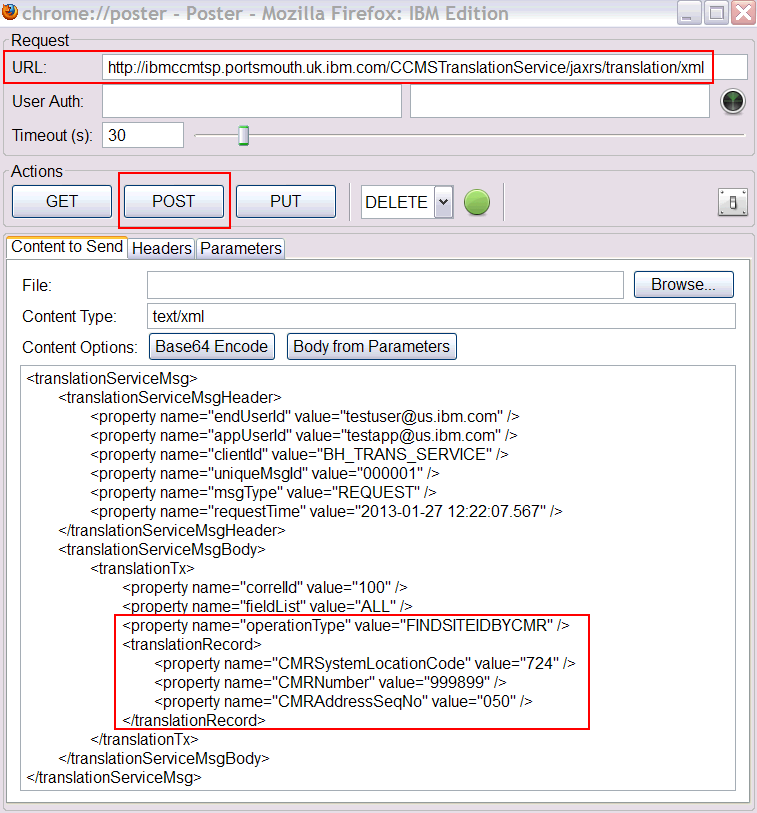 chrome://poster - Poster - Mozilla Firefox: IBM Edition
Request
URL: http://ibmccmtsp.portsmouth.uk.ibm.com/CCMSTranslationService/jaxrs/translation/xml
User Auth:
Timeout (s): 30
Actions
GET POST PUT DELETE
Content to Send Headers Parameters
File: Browse...
Content Type: text/xml
Content Options: Base64 Encode Body from Parameters
<translationServiceMsg>
<translationServiceMsgHeader>
<property name="endUserId" value="testuser@us.ibm.com" />
<property name="appUserId" value="testapp@us.ibm.com" />
<property name="clientId" value="BH_TRANS_SERVICE" />
<property name="uniqueMsgId" value="000001" />
<property name="msgType" value="REQUEST" />
<property name="requestTime" value="2013-01-27 12:22:07.567" />
</translationServiceMsgHeader>
<translationServiceMsgBody>
<translationTx>
<property name="correlId" value="100" />
<property name="fieldList" value="ALL" />
<property name="operationType" value="FINDSITEIDBYCMR" />
<translationRecord>
<property name="CMRSystemLocationCode" value="724" />
<property name="CMRNumber" value="999899" />
<property name="CMRAddressSeqNo" value="050" />
</translationRecord>
</translationTx>
</translationServiceMsgBody>
</translationServiceMsg>